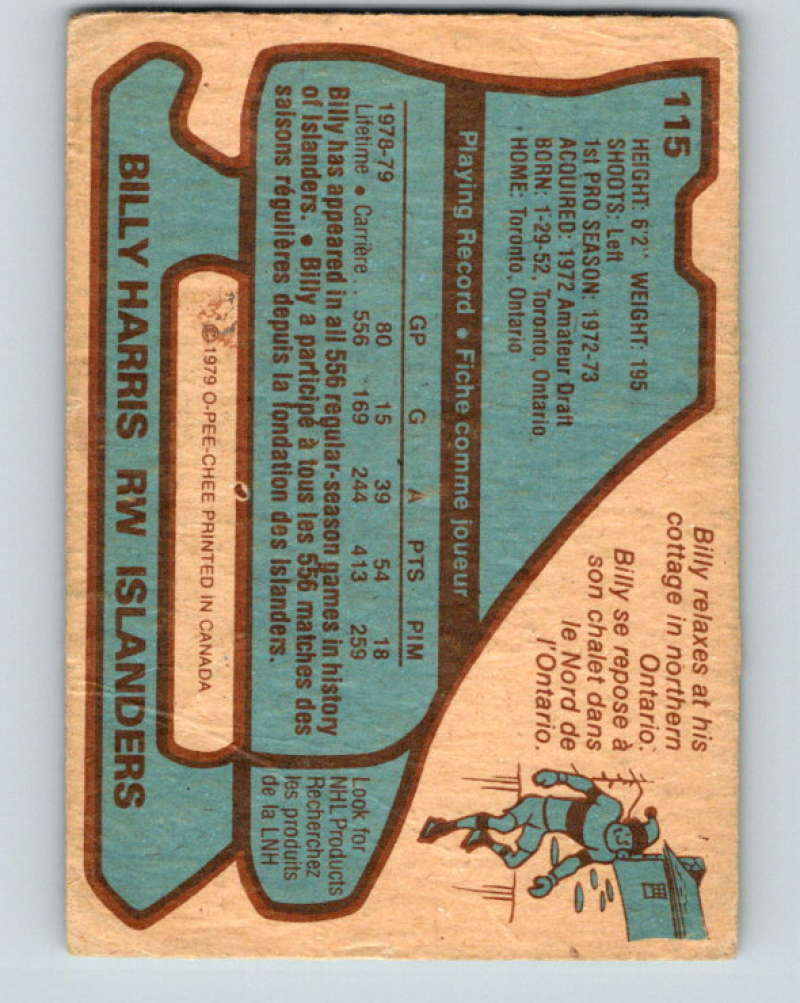 115
HEIGHT: 6'2" WEIGHT: 195
SHOOTS: Left
1st PRO SEASON: 1972-73
ACQUIRED: 1972 Amateur Draft
BORN: 1-29-52, Toronto, Ontario
HOME: Toronto, Ontario
Billy relaxes at his
cottage in northern
Ontario.
Billy se repose à
son chalet dans
le Nord de
l'Ontario.
Playing Record • Fiche comme joueur
GP G A PTS PIM
1978-79 80 15 39 54 18
Lifetime • Carrière .. 556 169 244 413 259
Billy has appeared in all 556 regular-season games in history
of Islanders. • Billy a participé à tous les 556 matches des
saisons régulières depuis la fondation des Islanders.
Look for
NHL Products
Recherchez
les produits
de la LNH
©1979 O-PEE-CHEE PRINTED IN CANADA
BILLY HARRIS RW ISLANDERS